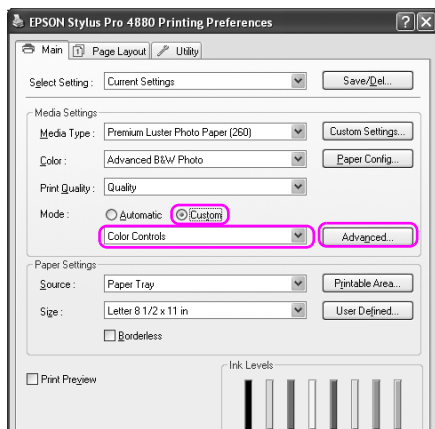 EPSON Stylus Pro 4880 Printing Preferences
Main Page Layout Utility
Select Setting : Current Settings Save/Del...
Media Settings
Media Type : Premium Luster Photo Paper (260) Custom Settings...
Color : Advanced B&W Photo Paper Config...
Print Quality : Quality
Mode : Automatic Custom
Color Controls Advanced...
Paper Settings
Source : Paper Tray Printable Area...
Size : Letter 8 1/2 x 11 in User Defined...
Borderless
Ink Levels
Print Preview